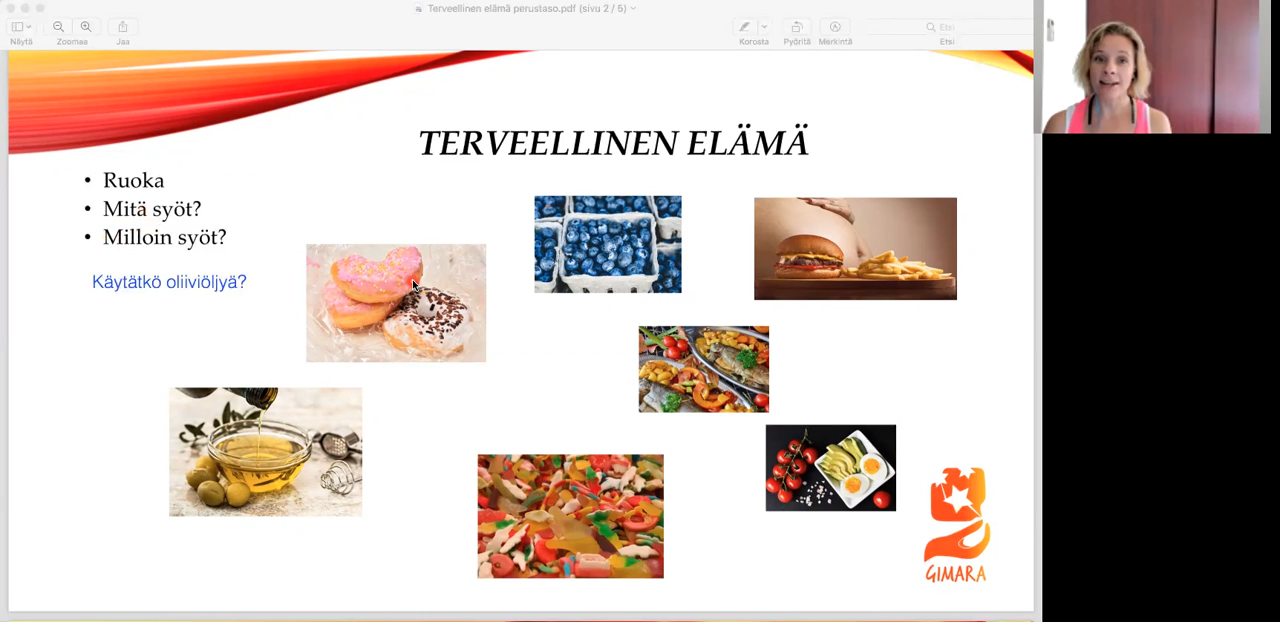 Terveellinen elämä perustaso.pdf (sivu 2 / 5)
Näytä
Zoomaa
Jaa
Korosta
Pyöritä
Merkintä
Etsi
Etsi
TERVEELLINEN ELÄMÄ
• Ruoka
• Mitä syöt?
• Milloin syöt?
Käytätkö oliiviöljyä?
GIMARA